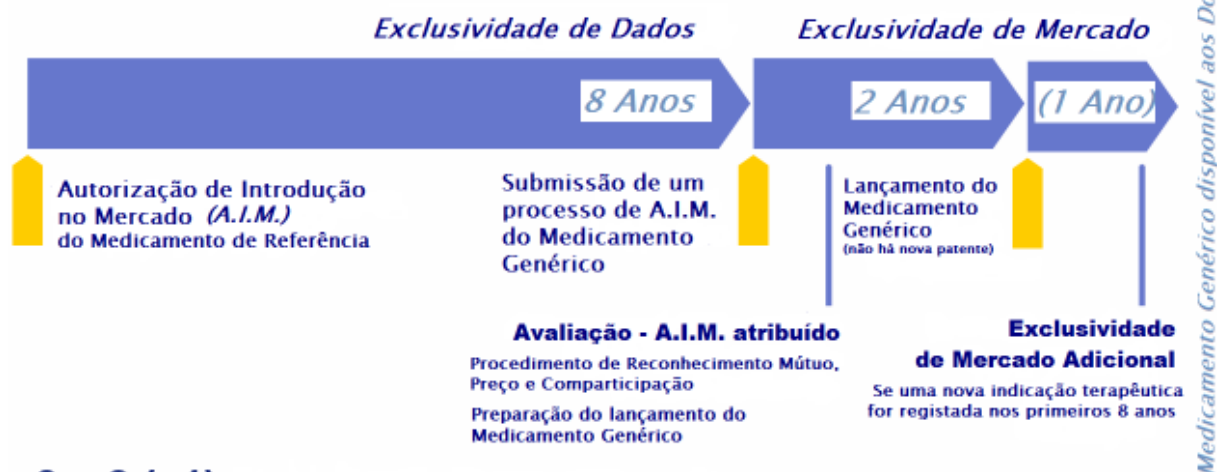 Exclusividade de Dados
Exclusividade de Mercado
8 Anos
2 Anos
(1 Ano)
Autorização de Introdução
no Mercado (A.I.M.)
do Medicamento de Referência
Submissão de um
processo de A.I.M.
do Medicamento
Genérico
Lançamento do
Medicamento
Genérico
(não há nova patente)
Avaliação - A.I.M. atribuído
Procedimento de Reconhecimento Mútuo,
Preço e Comparticipação
Preparação do lançamento do
Medicamento Genérico
Exclusividade
de Mercado Adicional
Se uma nova indicação terapêutica
for registada nos primeiros 8 anos
Medicamento Genérico disponível aos